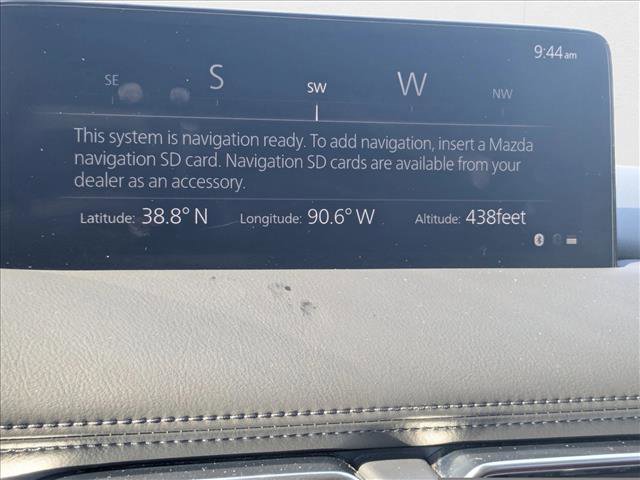 9:44am
SE S SW W NW
This system is navigation ready. To add navigation, insert a Mazda
navigation SD card. Navigation SD cards are available from your
dealer as an accessory.
Latitude: 38.8° N Longitude: 90.6° W Altitude: 438feet